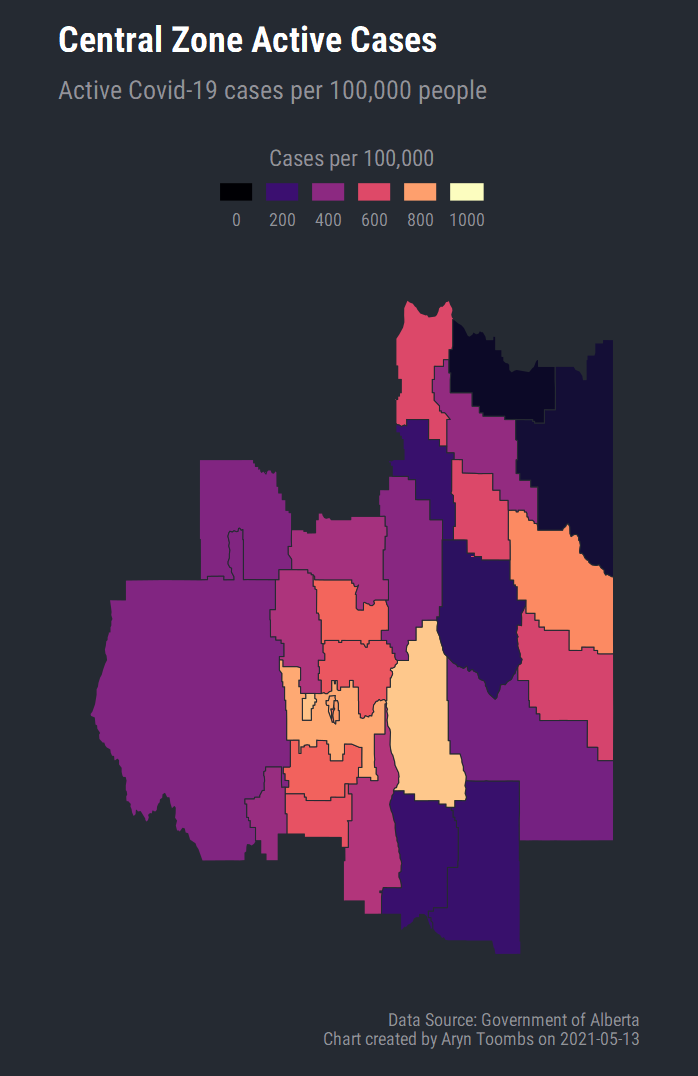 Central Zone Active Cases
Active Covid-19 cases per 100,000 people
Cases per 100,000
0 200 400 600 800 1000
Data Source: Government of Alberta
Chart created by Aryn Toombs on 2021-05-13